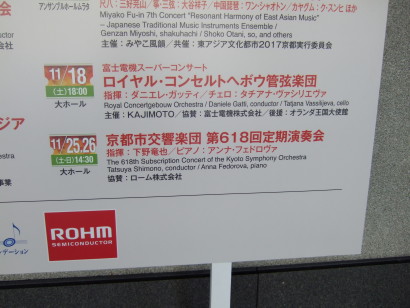 アンサンブルホールムラタ
尺八：三好芫山／箏・三弦：大谷祥子／中国琵琶：ワン・シャオトン／カヤグム：ク・スンヒ ほか
Miyako Fu-in 7th Concert "Resonant Harmony of East Asian Music"
– Japanese Traditional Music Instruments Ensemble /
Genzan Miyoshi, shakuhachi / Shoko Otani, so, and others
主催：みやこ風韻／共催：東アジア文化都市2017京都実行委員会
11/18
(土)18:00
大ホール
富士電機スーパーコンサート
ロイヤル・コンセルトヘボウ管弦楽団
指揮：ダニエレ・ガッティ／チェロ：タチアナ・ヴァシリエヴァ
Royal Concertgebouw Orchestra / Daniele Gatti, conductor / Tatjana Vassiljeva, cello
主催：KAJIMOTO／協賛：富士電機株式会社／後援：オランダ王国大使館
ジア
11/25.26
(土・日)14:30
大ホール
京都市交響楽団 第618回定期演奏会
指揮：下野竜也／ピアノ：アンナ・フェドロヴァ
The 618th Subscription Concert of the Kyoto Symphony Orchestra
Tatsuya Shimono, conductor / Anna Fedorova, piano
協賛：ローム株式会社
事業
デーション
ROHM
SEMICONDUCTOR